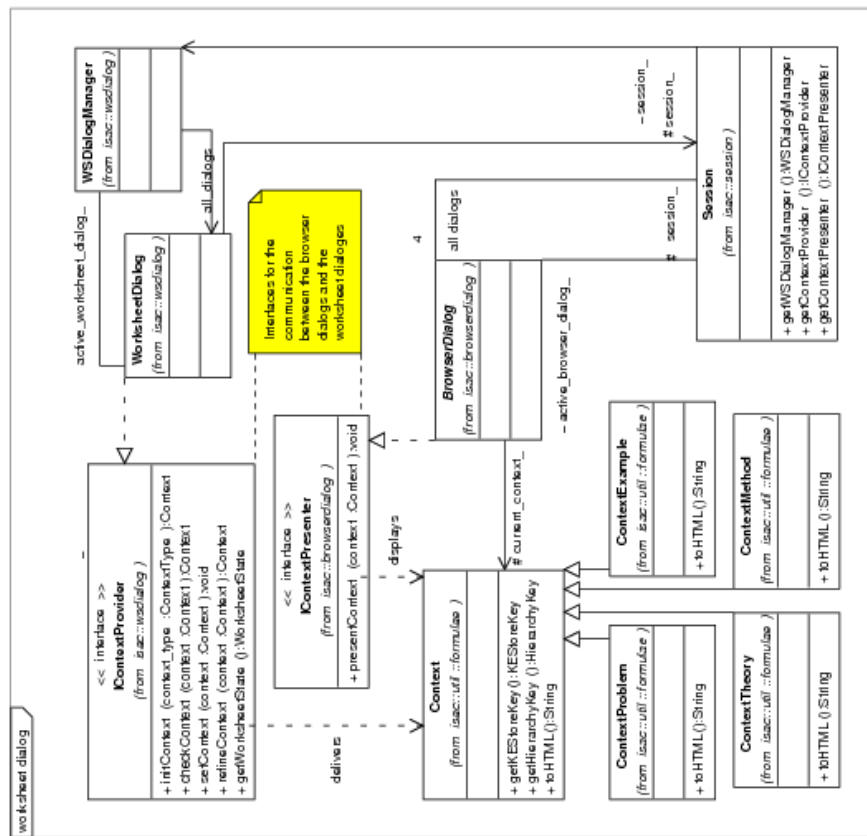 worksheet dialog
<< interface >>
IContextProvider
(from isac::wsdialog )
+ initContext (context_type :ContextType ):Context
+ checkContext (context :Context ):Context
+ setContext (context :Context ):void
+ refineContext (context :Context ):Context
+ getWorksheetState ():WorksheetState
active_worksheet_dialog_
WorksheetDialog
(from isac::wsdialog )
all_dialogs
WSDialogManager
(from isac::wsdialog )
<< interface >>
IContextPresenter
(from isac::browserdialog )
+ presentContext (context :Context ):void
Interfaces for the
communication
between the browser
dialogs and the
worksheet dialoges
delivers
displays
Context
(from isac::util ::formulae )
+ getKEStoreKey ():KEStoreKey
+ getHierarchyKey ():HierarchyKey
+ toHTML():String
# current_context_
BrowserDialog
(from isac::browserdialog )
4
all dialogs
# session_
– active_browser_dialog_
– session_
# session_
ContextProblem
(from isac::util ::formulae )
+ toHTML():String
ContextExample
(from isac::util ::formulae )
+ toHTML():String
ContextTheory
(from isac::util ::formulae )
+ toHTML():String
ContextMethod
(from isac::util ::formulae )
+ toHTML():String
Session
(from isac::session )
+ getWSDialogManager ():WSDialogManager
+ getContextProvider ():IContextProvider
+ getContextPresenter ():IContextPresenter